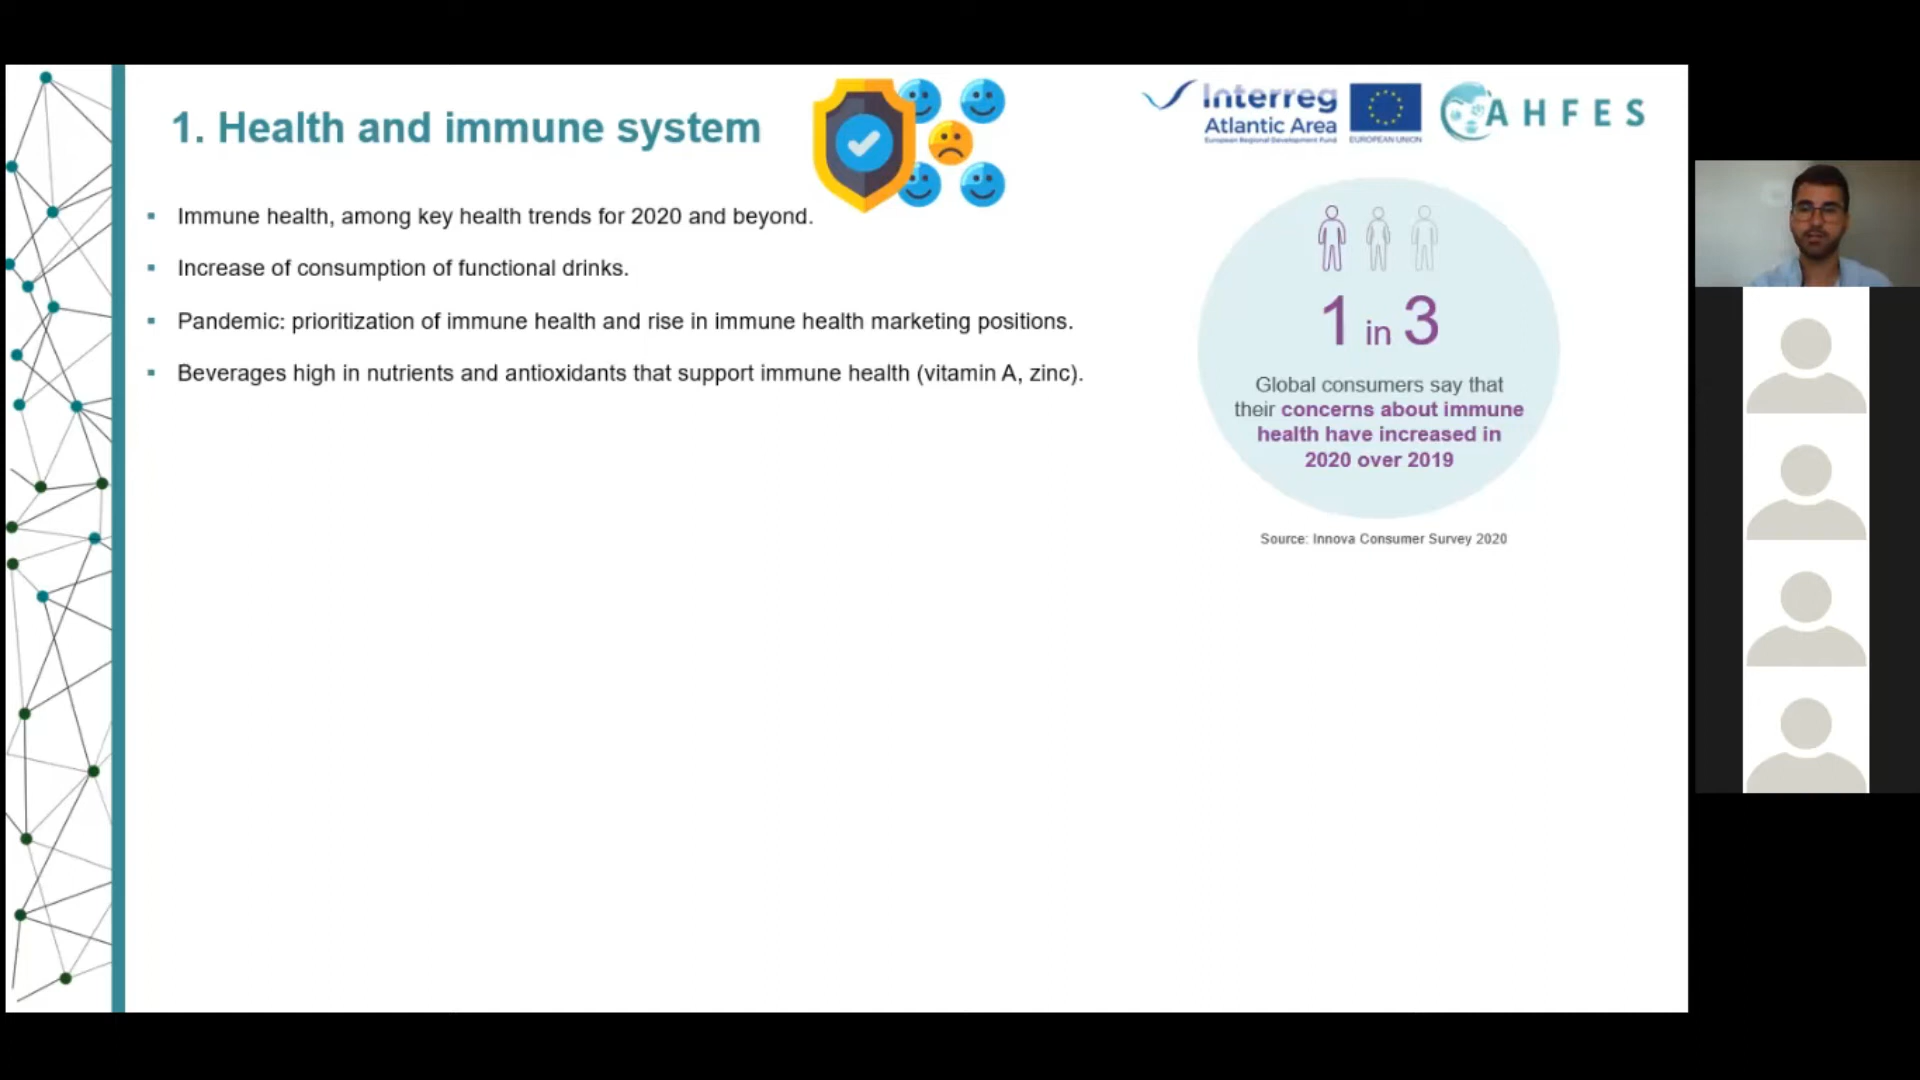 1. Health and immune system
Interreg
Atlantic Area
European Regional Development Fund
EUROPEAN UNION
AHFES
▪ Immune health, among key health trends for 2020 and beyond.
▪ Increase of consumption of functional drinks.
▪ Pandemic: prioritization of immune health and rise in immune health marketing positions.
▪ Beverages high in nutrients and antioxidants that support immune health (vitamin A, zinc).
1 in 3
Global consumers say that
their concerns about immune
health have increased in
2020 over 2019
Source: Innova Consumer Survey 2020